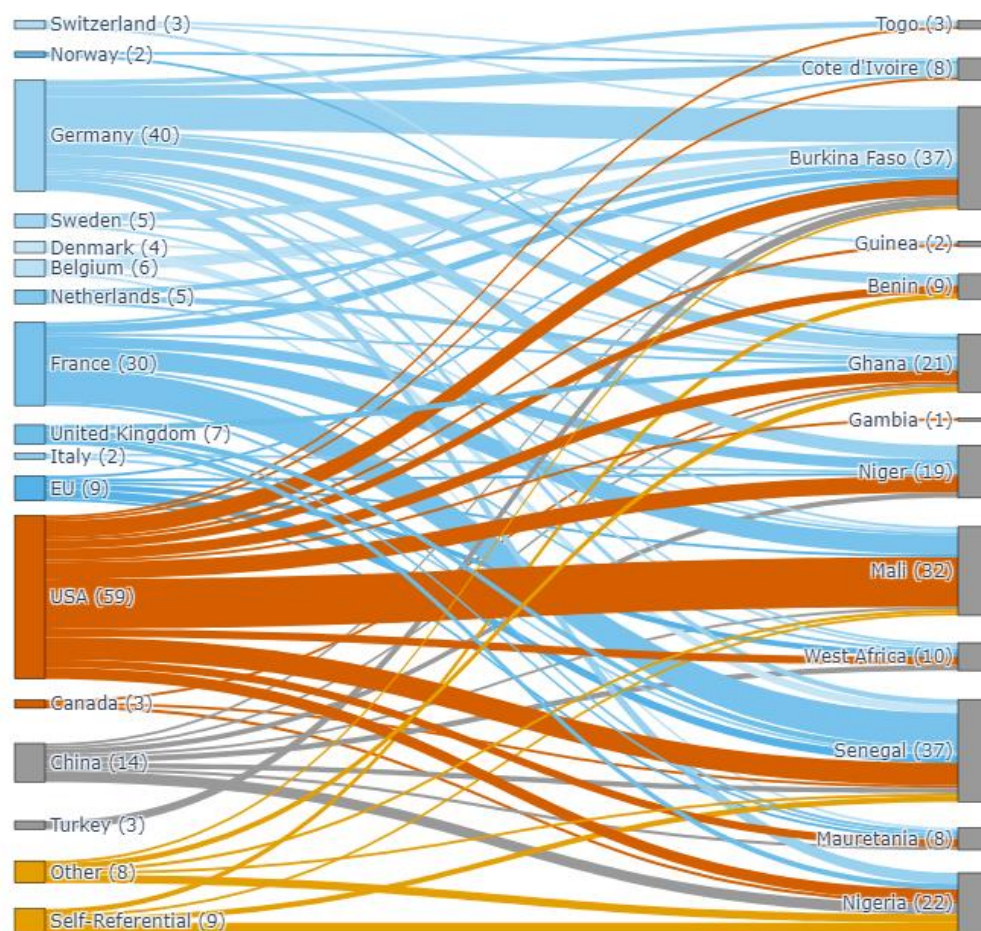 Switzerland (3)
Norway (2)
Germany (40)
Sweden (5)
Denmark (4)
Belgium (6)
Netherlands (5)
France (30)
United Kingdom (7)
Italy (2)
EU (9)
USA (59)
Canada (3)
China (14)
Turkey (3)
Other (8)
Self-Referential (9)
Togo (3)
Cote d'Ivoire (8)
Burkina Faso (37)
Guinea (2)
Benin (9)
Ghana (21)
Gambia (1)
Niger (19)
Mali (32)
West Africa (10)
Senegal (37)
Mauretania (8)
Nigeria (22)